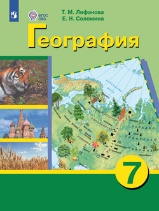 Т. М. Лифанова
Е. Н. Соломина
География
7